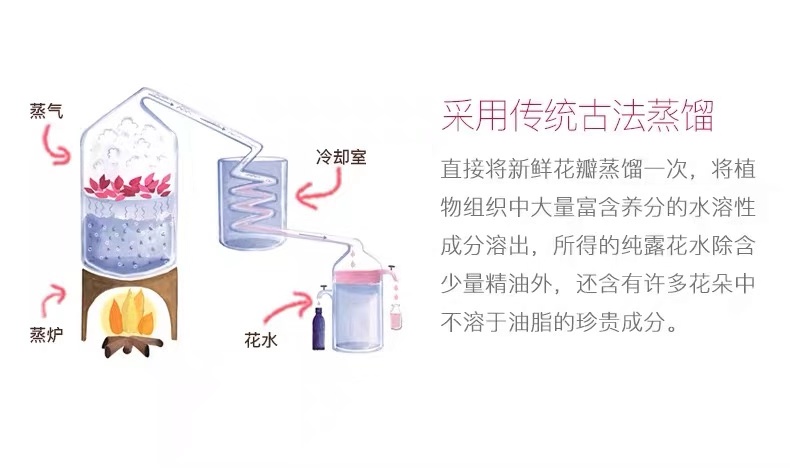 蒸气
冷却室
蒸炉
花水
采用传统古法蒸馏
直接将新鲜花瓣蒸馏一次，将植
物组织中大量富含养分的水溶性
成分溶出，所得的纯露花水除含
少量精油外，还含有许多花朵中
不溶于油脂的珍贵成分。